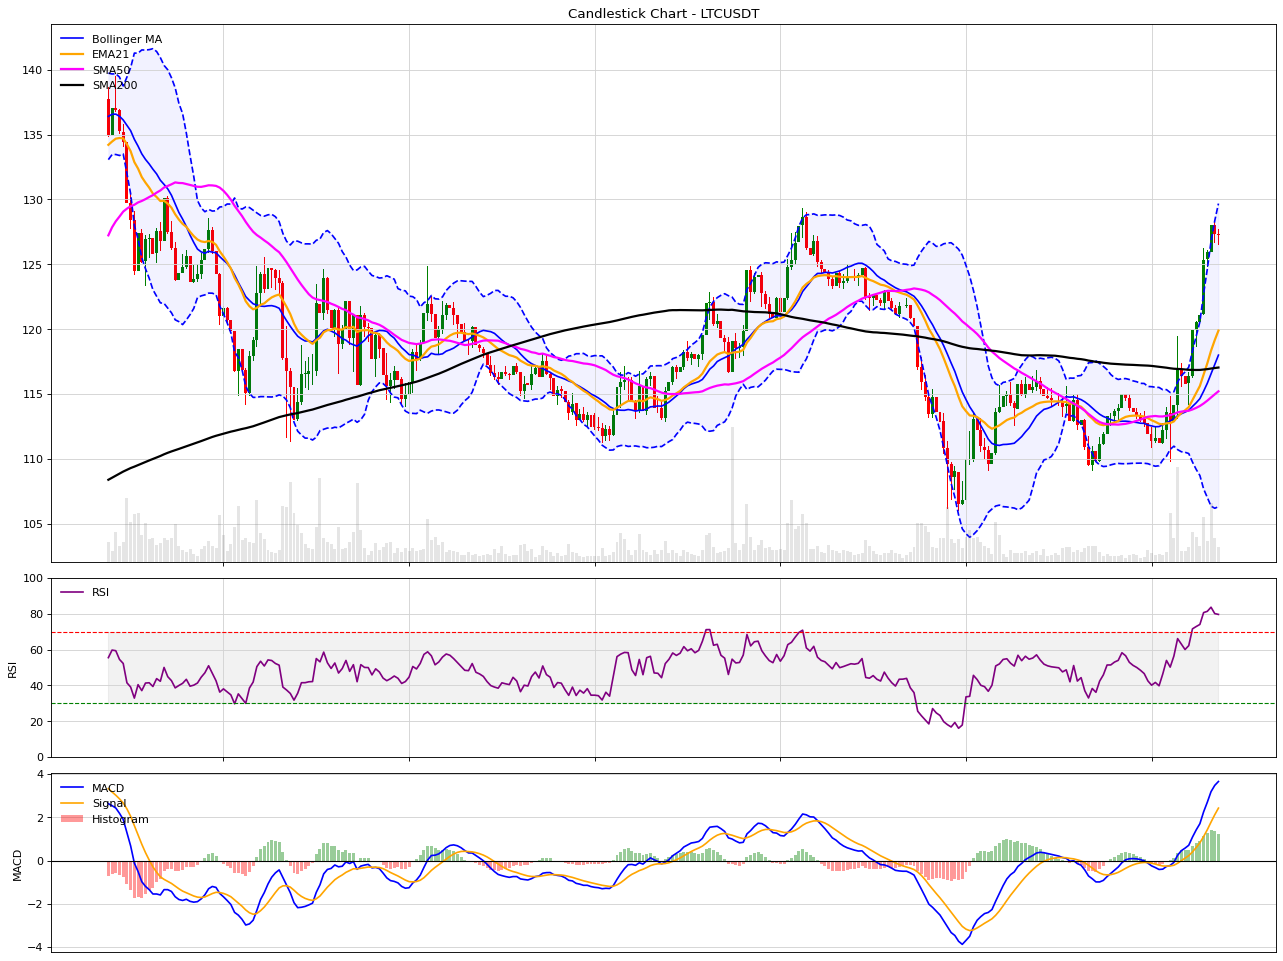 Candlestick Chart - LTCUSDT
Bollinger MA
EMA21
SMA50
SMA200
140
135
130
125
120
115
110
105
RSI
100
80
60
40
20
0
RSI
MACD
Signal
Histogram
4
2
0
−2
−4
MACD